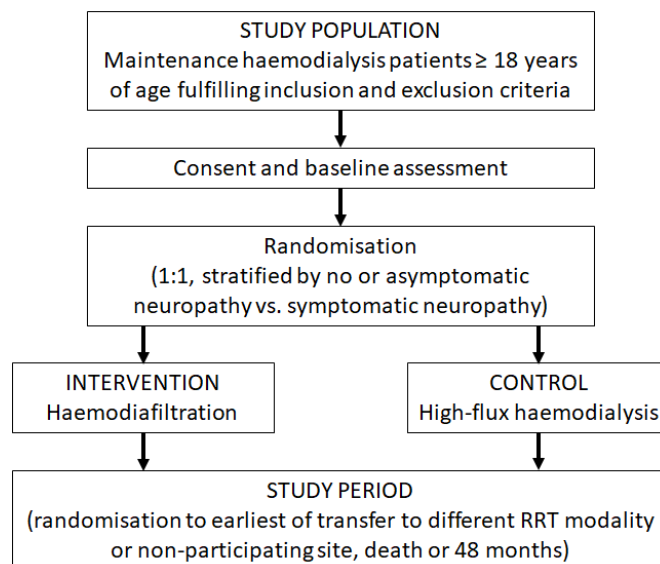 STUDY POPULATION
Maintenance haemodialysis patients ≥ 18 years
of age fulfilling inclusion and exclusion criteria
Consent and baseline assessment
Randomisation
(1:1, stratified by no or asymptomatic
neuropathy vs. symptomatic neuropathy)
INTERVENTION
Haemodiafiltration
CONTROL
High-flux haemodialysis
STUDY PERIOD
(randomisation to earliest of transfer to different RRT modality
or non-participating site, death or 48 months)